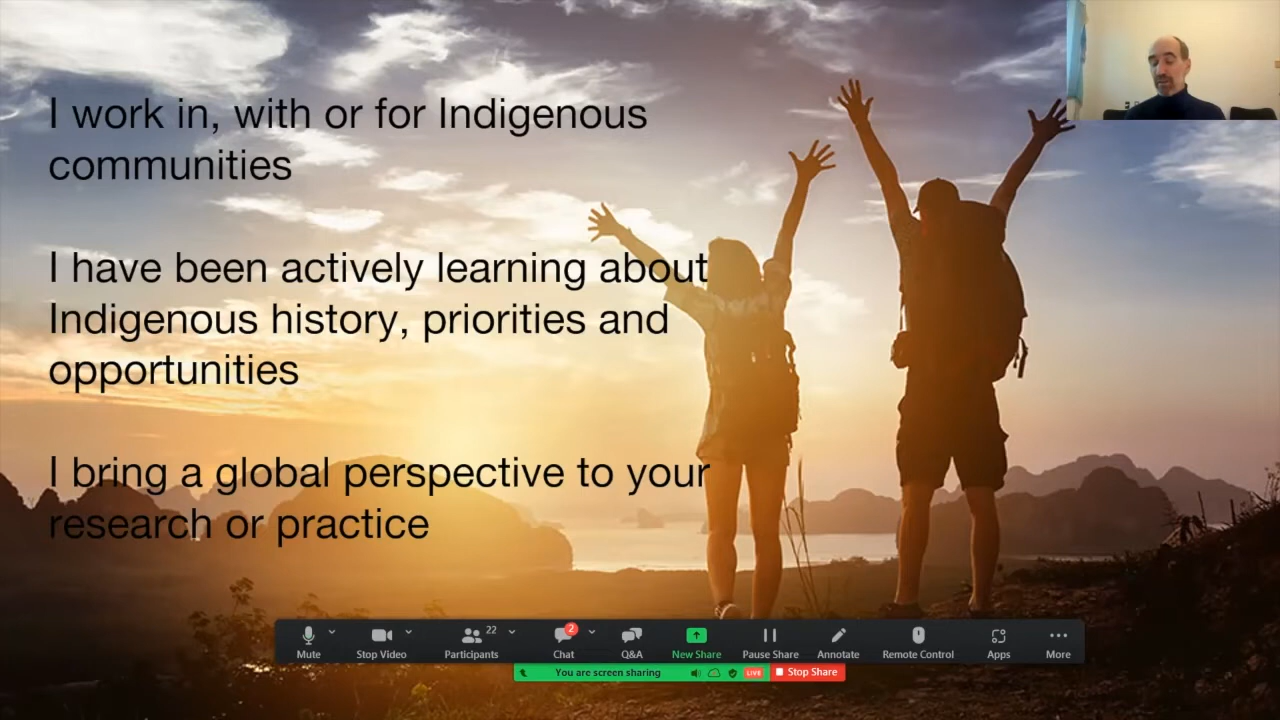 I work in, with or for Indigenous
communities
I have been actively learning about
Indigenous history, priorities and
opportunities
I bring a global perspective to your
research or practice
Mute
Stop Video
22
Participants
2
Chat
Q&A
New Share
Pause Share
Annotate
Remote Control
Apps
More
You are screen sharing
LIVE
Stop Share